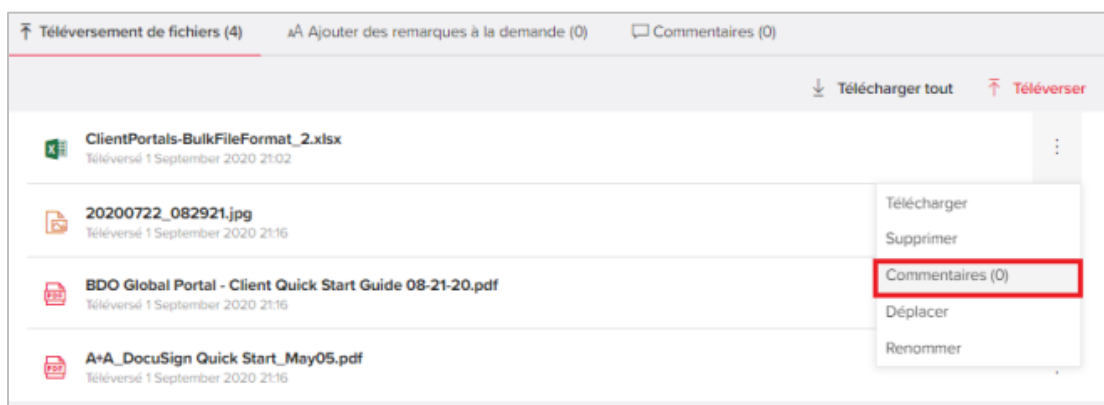 Téléversement de fichiers (4) AA Ajouter des remarques à la demande (0) Commentaires (0)
Télécharger tout Téléverser
ClientPortals-BulkFileFormat_2.xlsx
Téléversé 1 September 2020 21:02
20200722_082921.jpg
Téléversé 1 September 2020 21:16
BDO Global Portal - Client Quick Start Guide 08-21-20.pdf
Téléversé 1 September 2020 21:16
A+A_DocuSign Quick Start_May05.pdf
Téléversé 1 September 2020 21:16
Télécharger
Supprimer
Commentaires (0)
Déplacer
Renommer